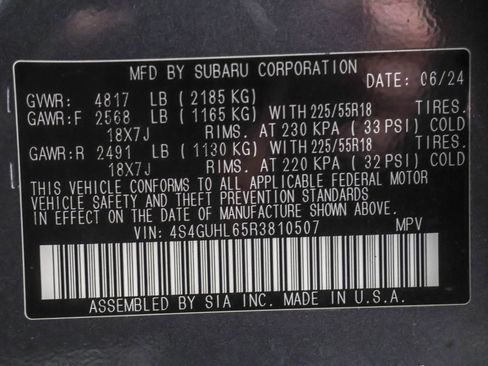 MFD BY SUBARU CORPORATION
DATE: 06/24
GVWR: 4817 LB (2185 KG)
GAWR:F 2568 LB (1165 KG) WITH 225/55R18 TIRES.
18X7J RIMS. AT 230 KPA (33 PSI) COLD
GAWR:R 2491 LB (1130 KG) WITH 225/55R18 TIRES.
18X7J RIMS. AT 220 KPA (32 PSI) COLD
THIS VEHICLE CONFORMS TO ALL APPLICABLE FEDERAL MOTOR
VEHICLE SAFETY AND THEFT PREVENTION STANDARDS
IN EFFECT ON THE DATE OF MANUFACTURE SHOWN ABOVE.
VIN: 4S4GUHL65R3810507 MPV
ASSEMBLED BY SIA INC. MADE IN U.S.A.